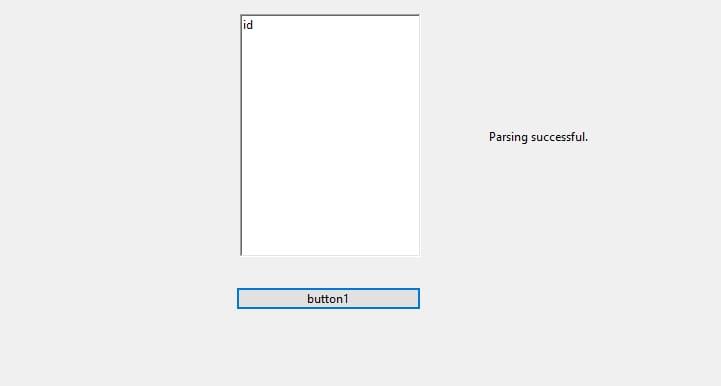 id
Parsing successful.
button1